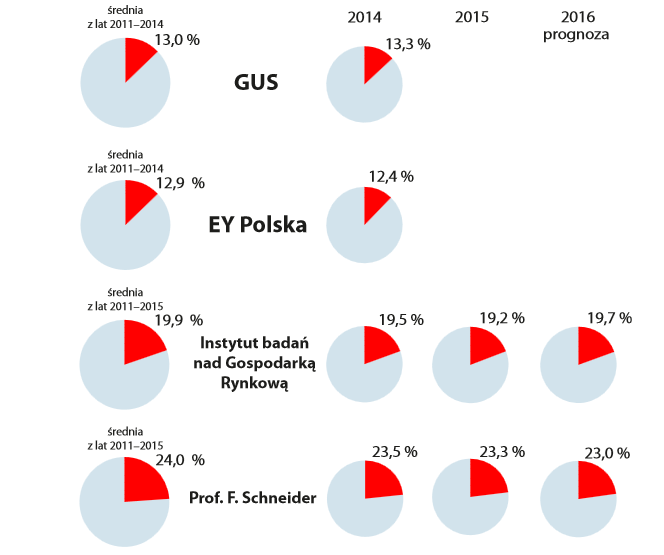 średnia
z lat 2011–2014
13,0 %
2014
2015
2016
prognoza
GUS
13,3 %
średnia
z lat 2011–2014
12,9 %
EY Polska
12,4 %
średnia
z lat 2011–2015
19,9 %
Instytut badań
nad Gospodarką
Rynkową
19,5 %
19,2 %
19,7 %
średnia
z lat 2011–2015
24,0 %
Prof. F. Schneider
23,5 %
23,3 %
23,0 %